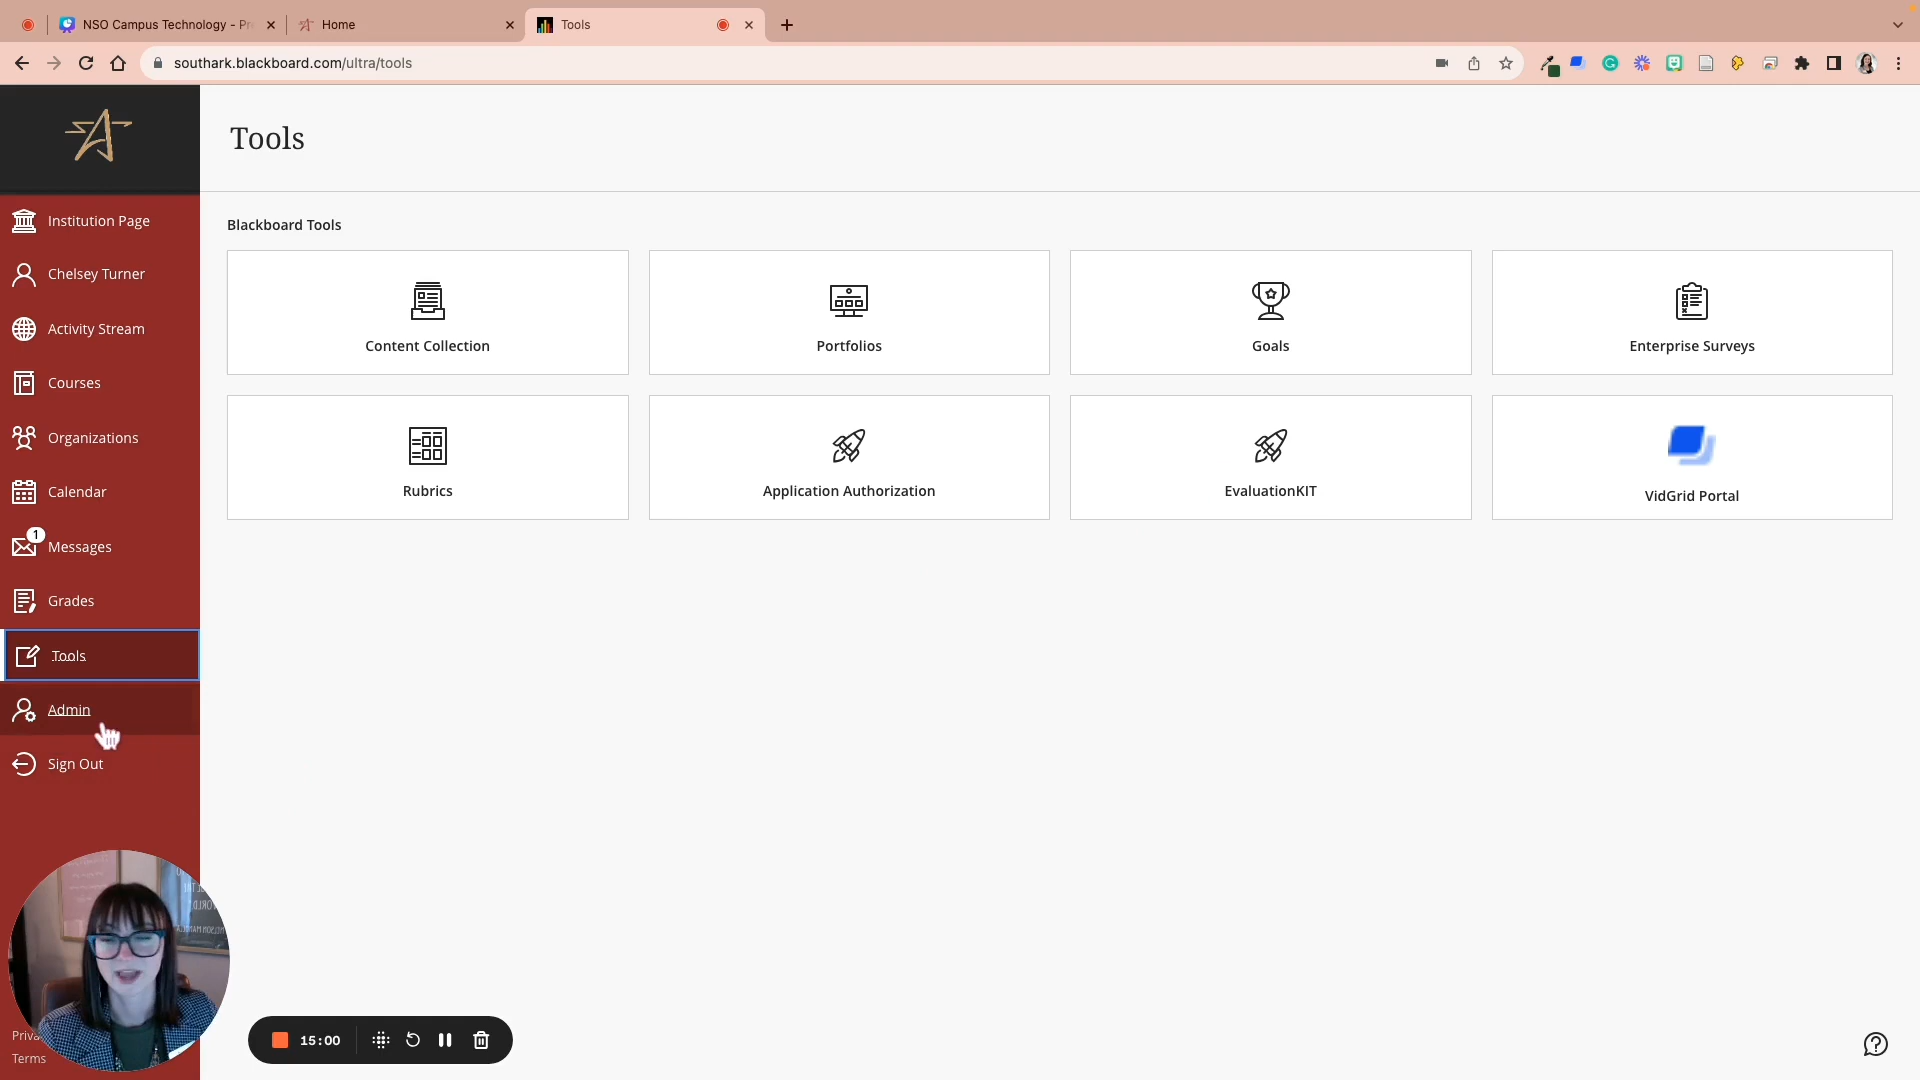 NSO Campus Technology - Pr
Home
Tools
southark.blackboard.com/ultra/tools
Tools
Institution Page
Chelsey Turner
Activity Stream
Courses
Organizations
Calendar
1
Messages
Grades
Tools
Admin
Sign Out
Priva
Terms
Blackboard Tools
Content Collection
Portfolios
Goals
Enterprise Surveys
Rubrics
Application Authorization
EvaluationKIT
VidGrid Portal
15:00